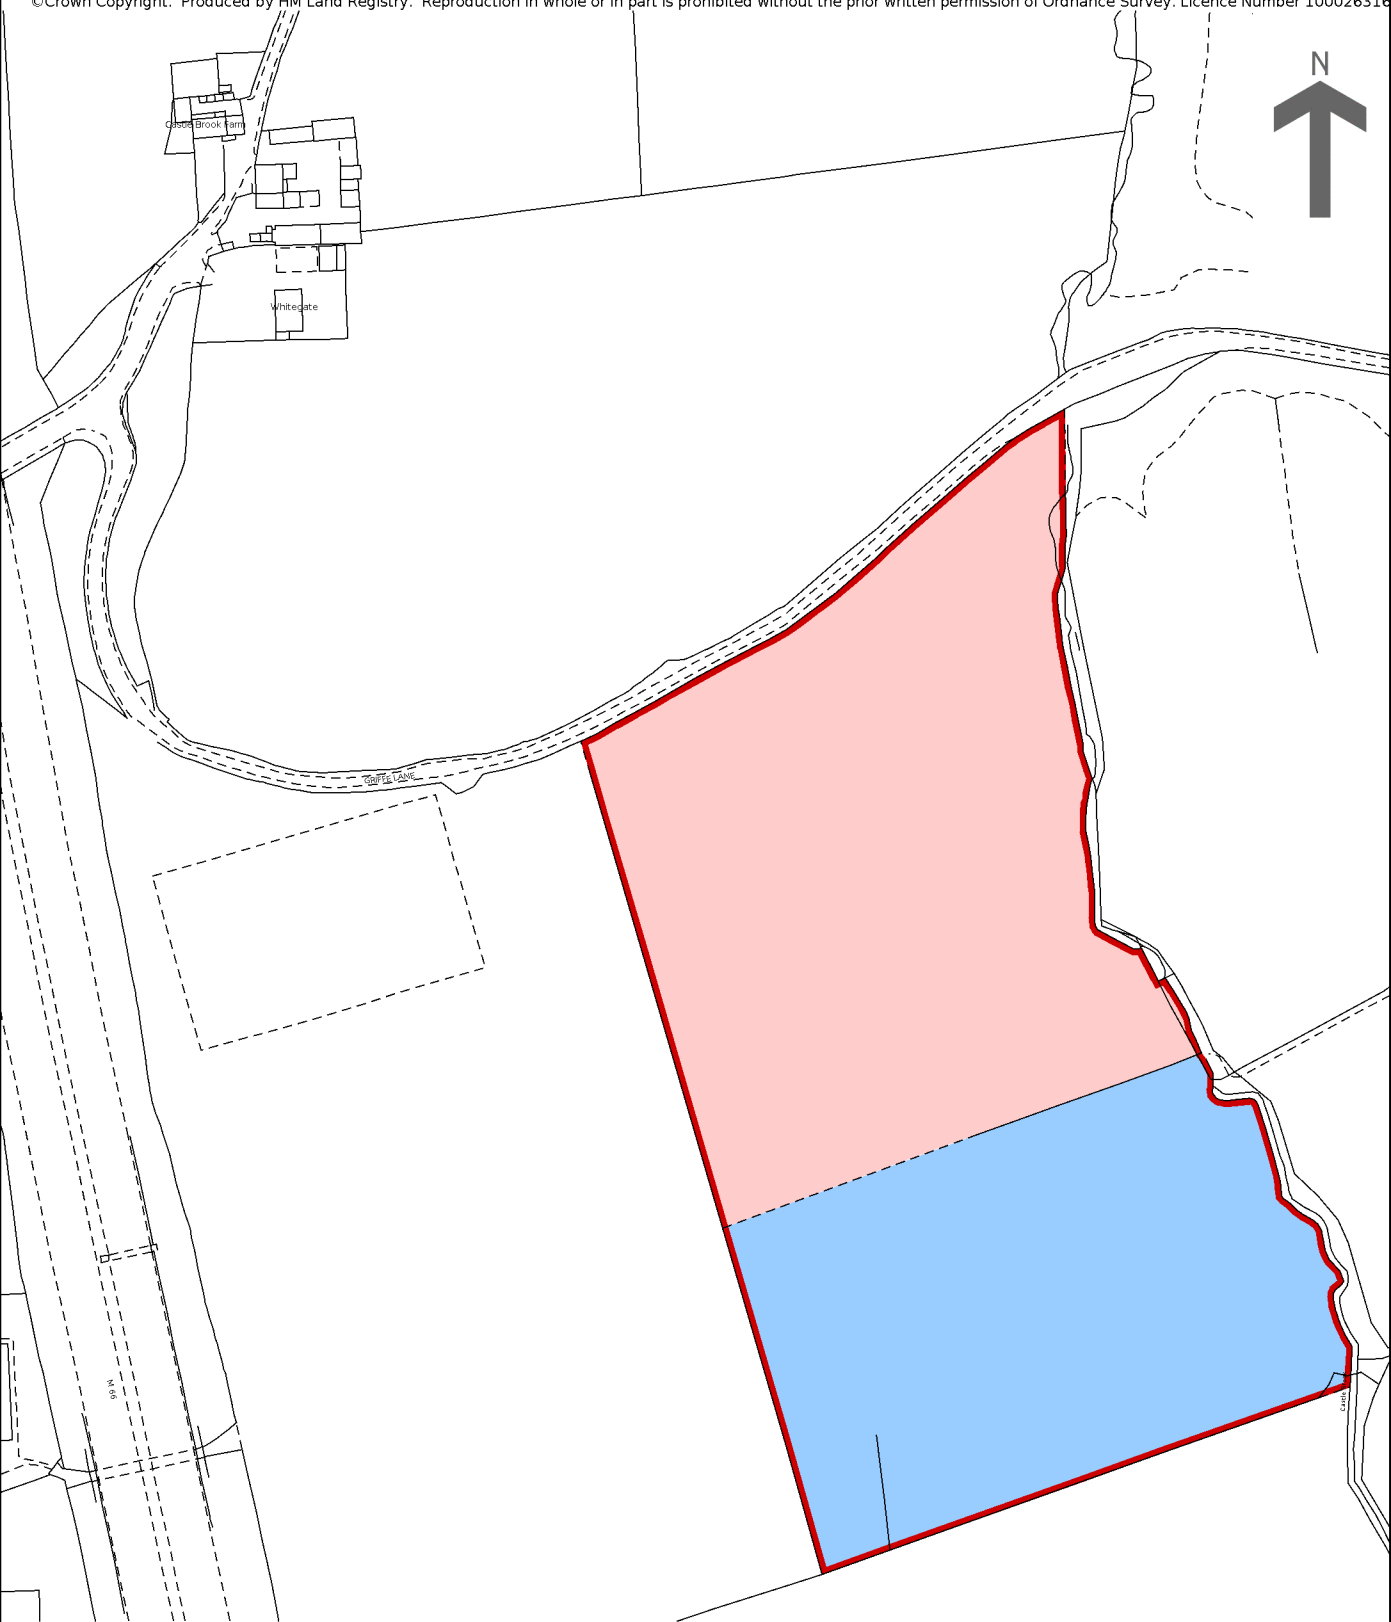 ©Crown Copyright. Produced by HM Land Registry. Reproduction in whole or in part is prohibited without the prior written permission of Ordnance Survey. Licence Number 100026316
N
Castle Brook Farm
Whitegate
GRIFFE LANE
M 66
Castle